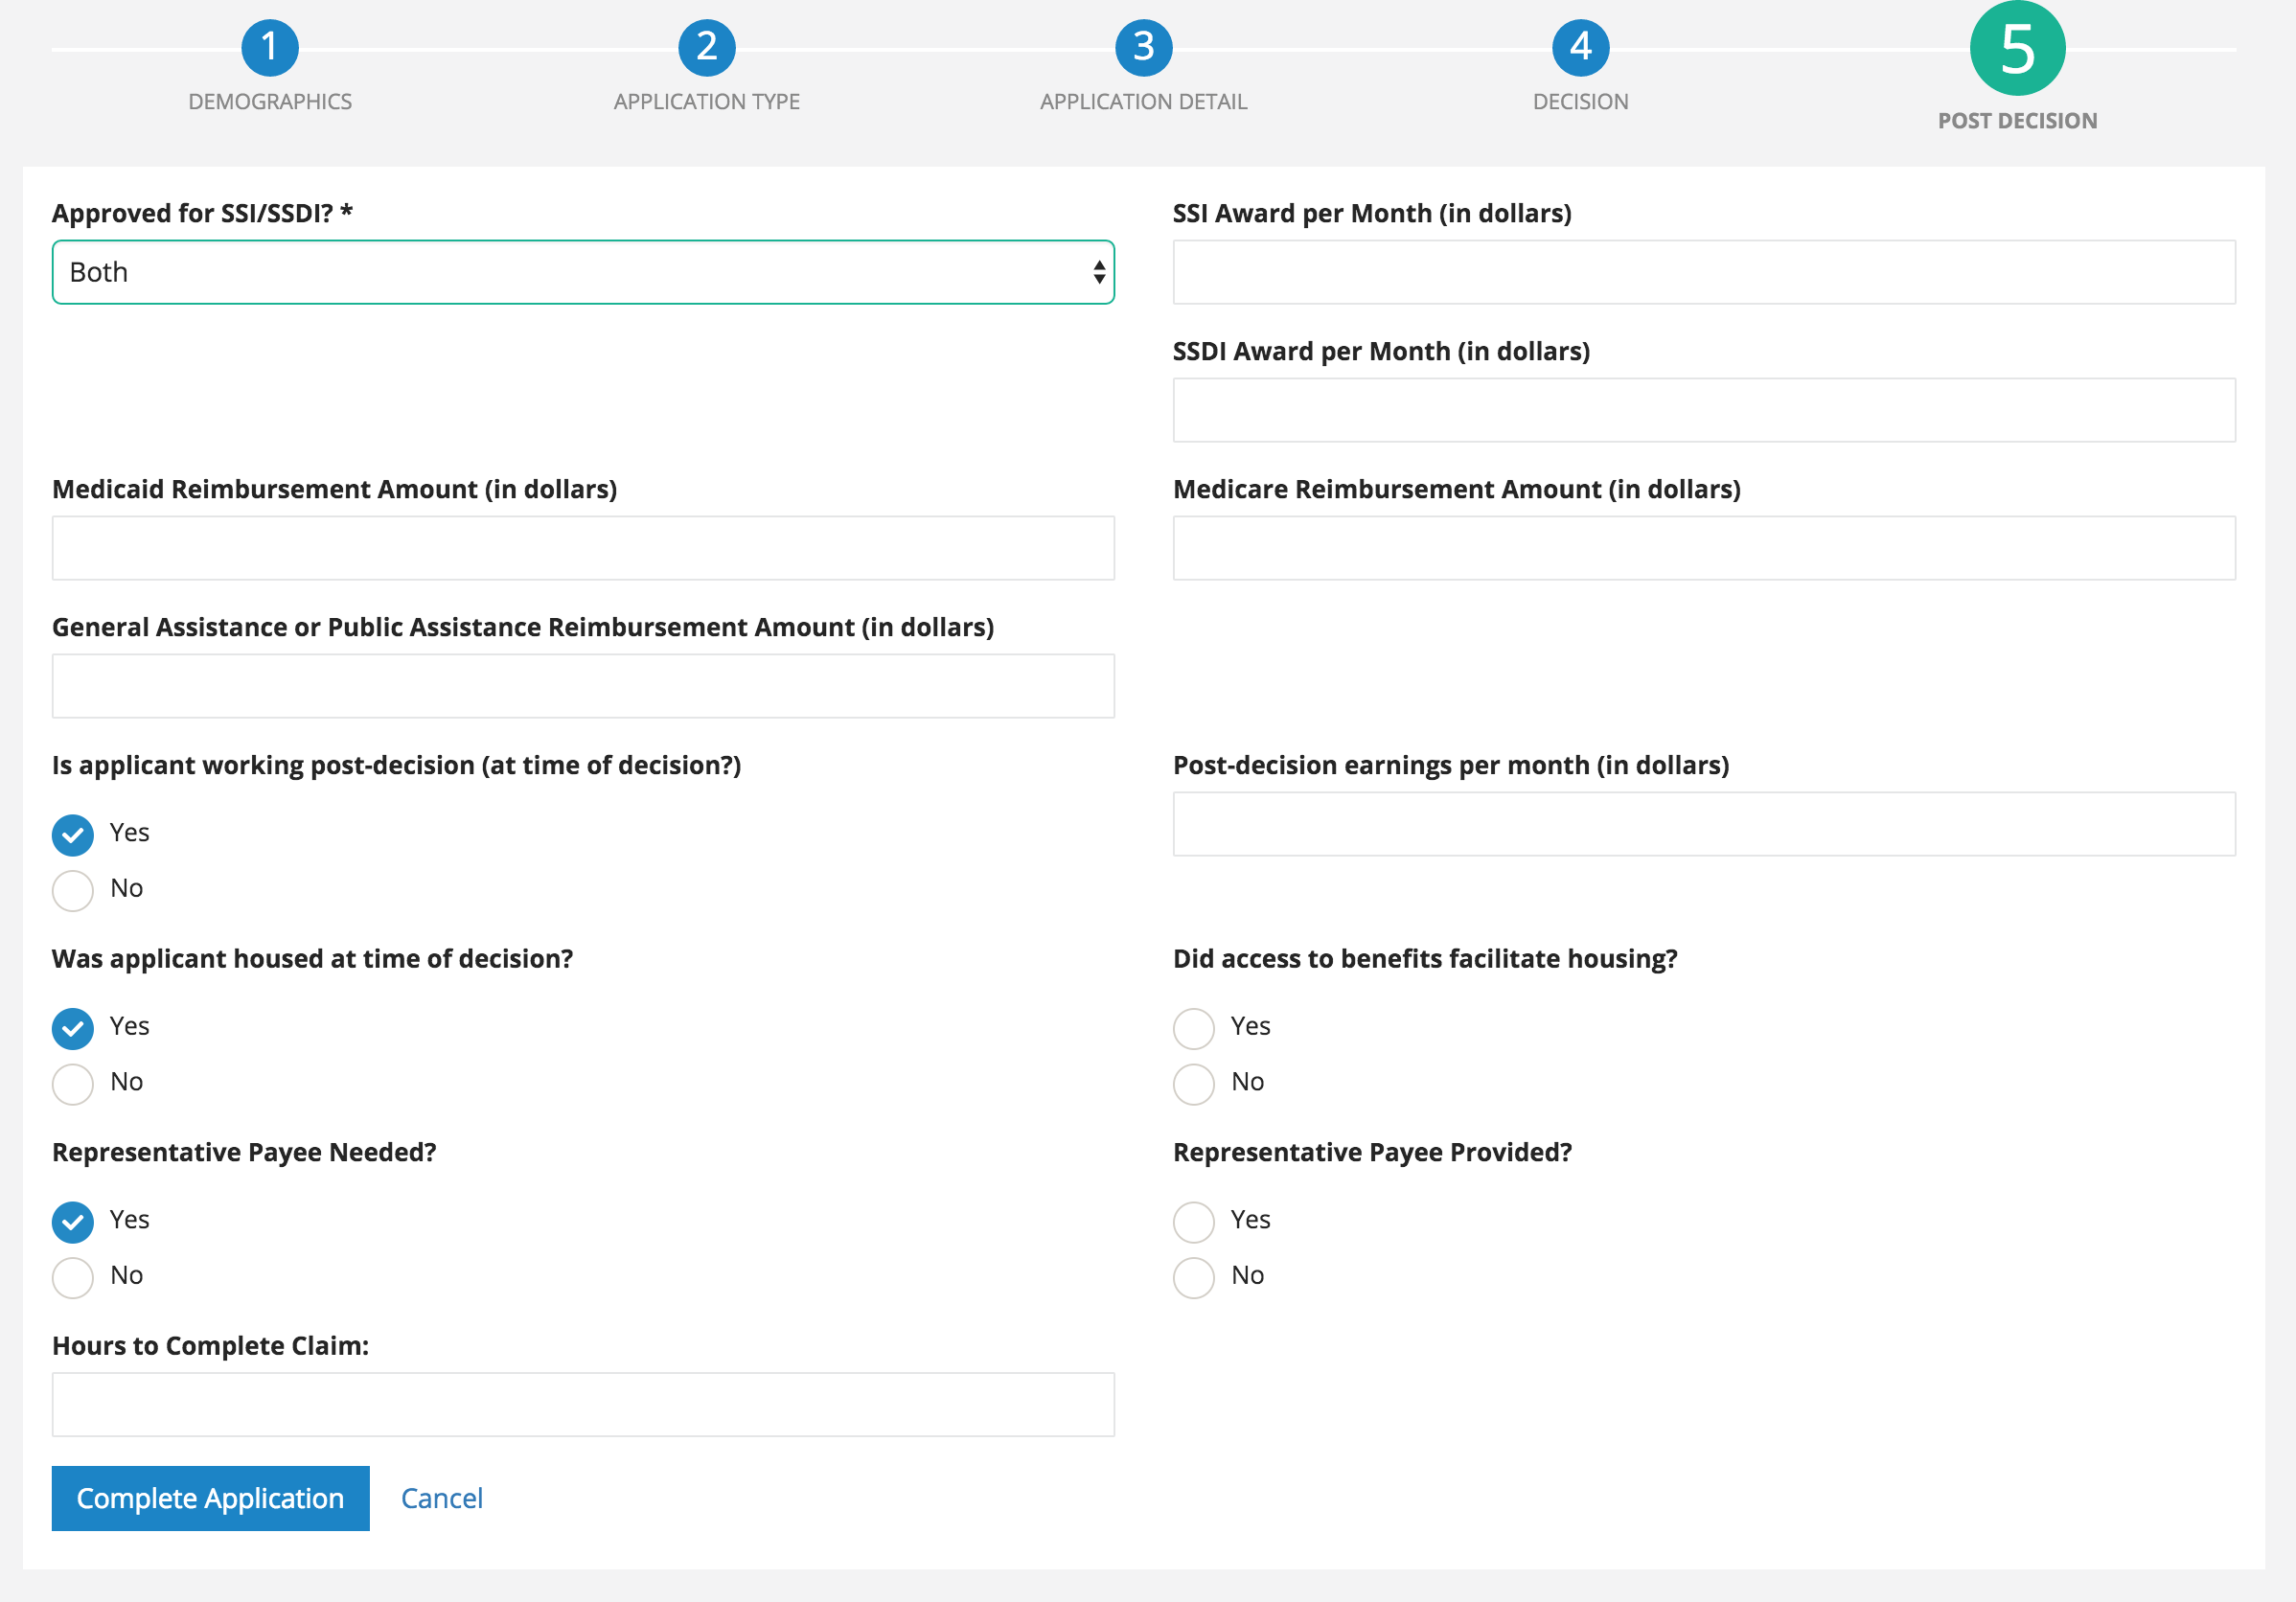 1
2
3
4
5
DEMOGRAPHICS
APPLICATION TYPE
APPLICATION DETAIL
DECISION
POST DECISION
Approved for SSI/SSDI? *
Both
SSI Award per Month (in dollars)
SSDI Award per Month (in dollars)
Medicaid Reimbursement Amount (in dollars)
Medicare Reimbursement Amount (in dollars)
General Assistance or Public Assistance Reimbursement Amount (in dollars)
Is applicant working post-decision (at time of decision?)
Yes
No
Post-decision earnings per month (in dollars)
Was applicant housed at time of decision?
Yes
No
Did access to benefits facilitate housing?
Yes
No
Representative Payee Needed?
Yes
No
Representative Payee Provided?
Yes
No
Hours to Complete Claim:
Complete Application
Cancel